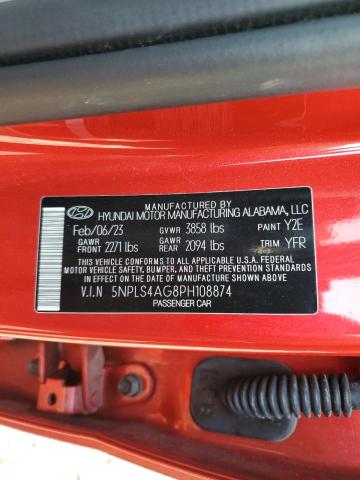 MANUFACTURED BY
HYUNDAI MOTOR MANUFACTURING ALABAMA, LLC
Feb/06/23 GVWR 3858 lbs PAINT Y2E
GAWR FRONT 2271 lbs GAWR REAR 2094 lbs TRIM YFR
THIS VEHICLE CONFORMS TO ALL APPLICABLE U.S.A. FEDERAL
MOTOR VEHICLE SAFETY, BUMPER, AND THEFT PREVENTION
STANDARDS IN EFFECT ON THE DATE OF MANUFACTURE SHOWN ABOVE
V.I.N 5NPLS4AG8PH108874
PASSENGER CAR